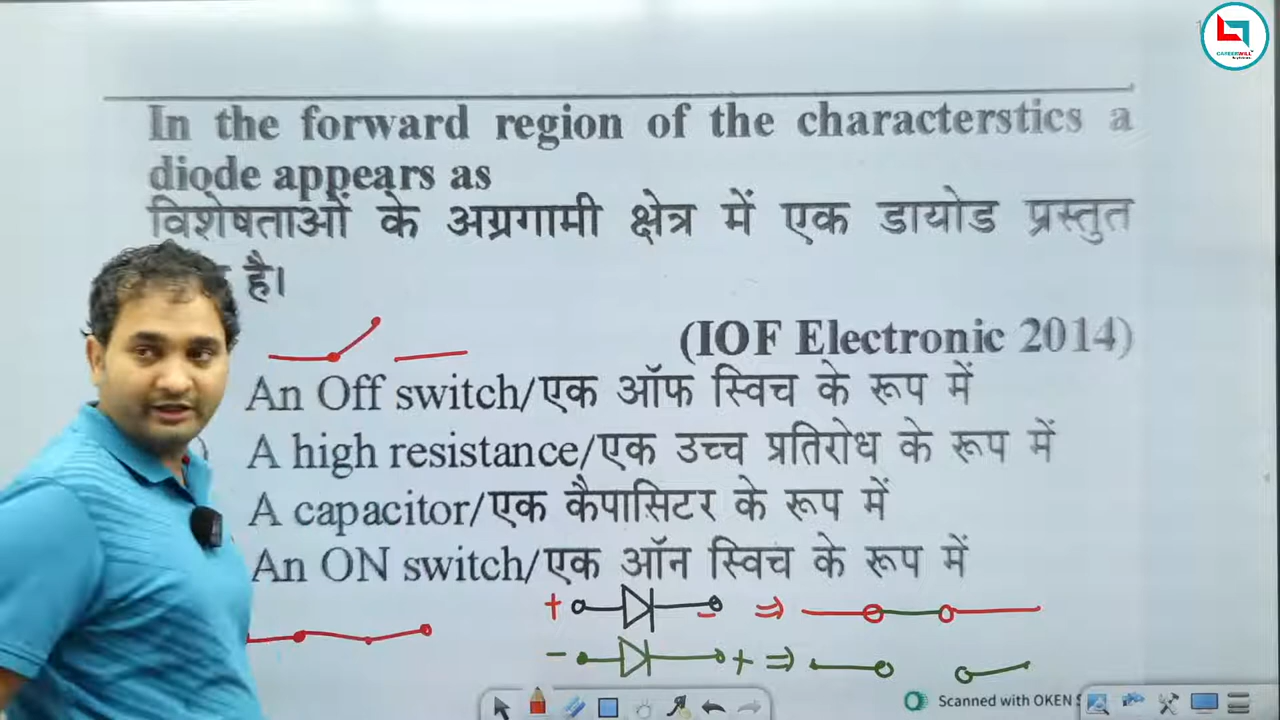 CAREERWILL
In the forward region of the characterstics a
diode appears as
विशेषताओं के अग्रगामी क्षेत्र में एक डायोड प्रस्तुत
है।
(IOF Electronic 2014)
An Off switch/एक ऑफ स्विच के रूप में
A high resistance/एक उच्च प्रतिरोध के रूप में
A capacitor/एक कैपासिटर के रूप में
An ON switch/एक ऑन स्विच के रूप में
+ - ⇒
- + ⇒
Scanned with OKEN